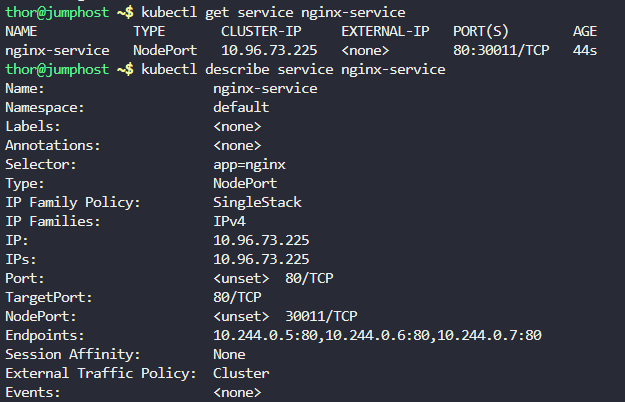 thor@jumphost ~$ kubectl get service nginx-service
NAME            TYPE       CLUSTER-IP     EXTERNAL-IP   PORT(S)        AGE
nginx-service   NodePort   10.96.73.225   <none>        80:30011/TCP   44s
thor@jumphost ~$ kubectl describe service nginx-service
Name:                     nginx-service
Namespace:                default
Labels:                   <none>
Annotations:              <none>
Selector:                 app=nginx
Type:                     NodePort
IP Family Policy:         SingleStack
IP Families:              IPv4
IP:                       10.96.73.225
IPs:                      10.96.73.225
Port:                     <unset>  80/TCP
TargetPort:               80/TCP
NodePort:                 <unset>  30011/TCP
Endpoints:                10.244.0.5:80,10.244.0.6:80,10.244.0.7:80
Session Affinity:         None
External Traffic Policy:  Cluster
Events:                   <none>